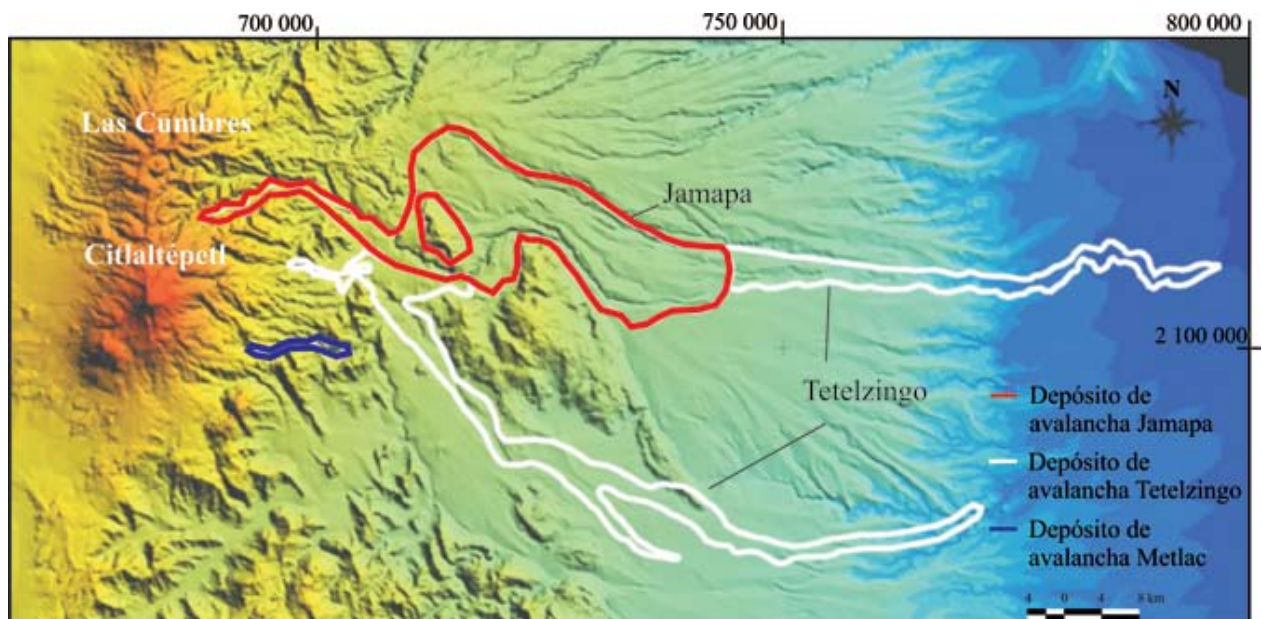 700 000
750 000
800 000
N
Las Cumbres
Jamapa
Citlaltépetl
2 100 000
Tetelzingo
Depósito de
avalancha Jamapa
Depósito de
avalancha Tetelzingo
Depósito de
avalancha Metlac
4 0 4 8 km